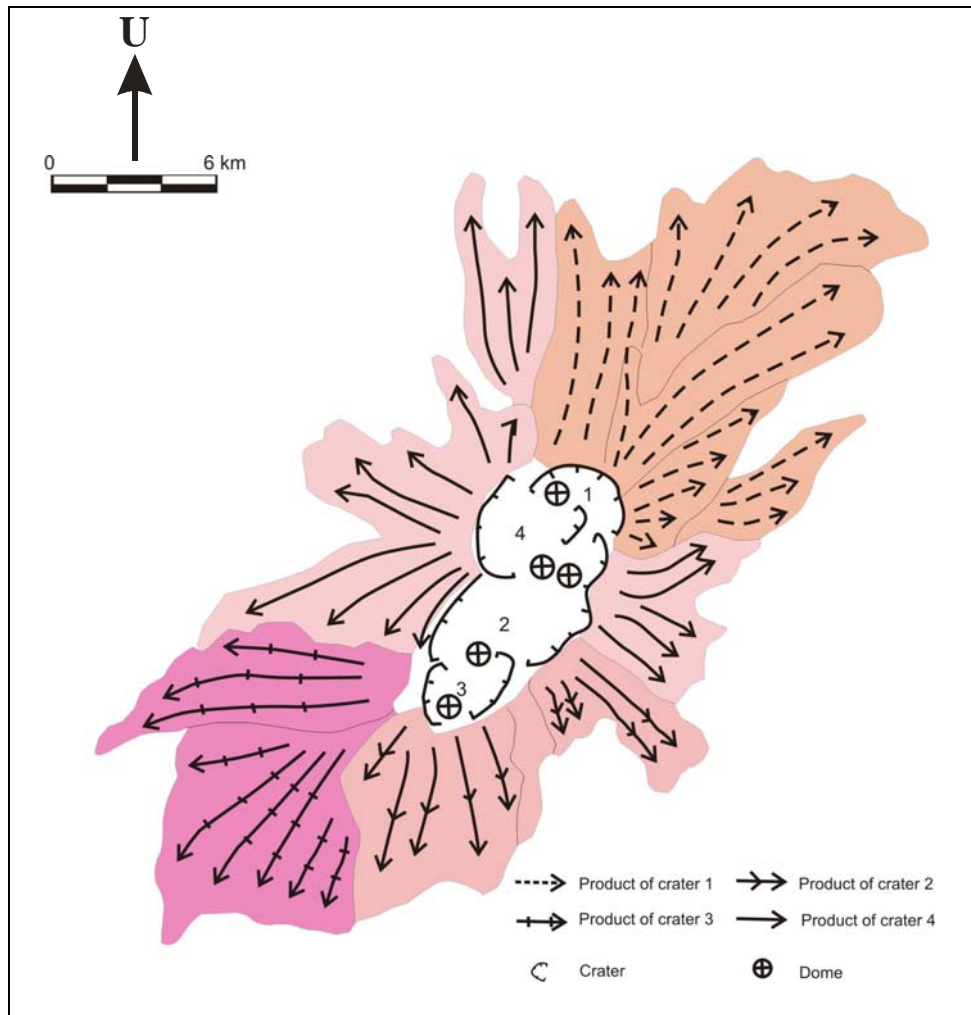 U
0 6 km
1
4
2
3
Product of crater 1 Product of crater 2
Product of crater 3 Product of crater 4
Crater Dome